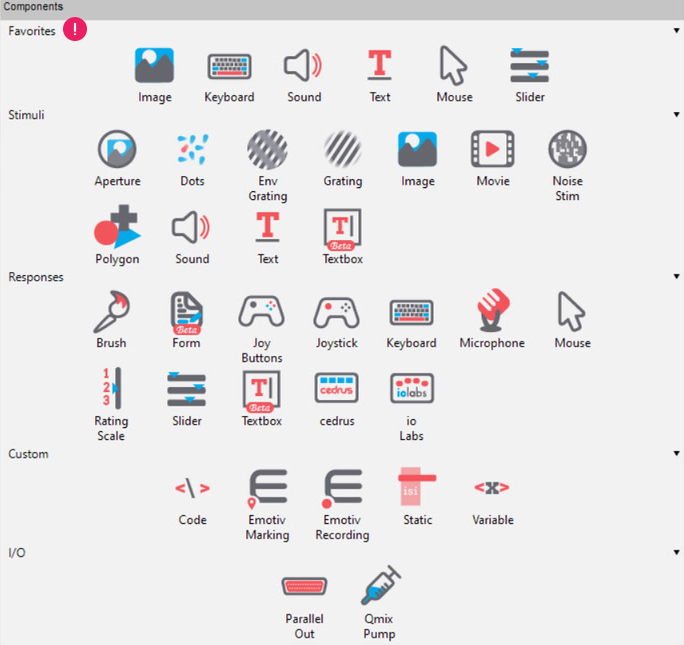 Components
Favorites !
Image Keyboard Sound Text Mouse Slider
Stimuli
Aperture Dots Env Grating Grating Image Movie Noise Stim
T
Beta
Polygon Sound Text Textbox
Responses
Beta
Brush Form Joy Buttons Joystick Keyboard Microphone Mouse
1 2 3
T
Beta
cedrus
iolabs
Rating Scale Slider Textbox cedrus io Labs
Custom
<\> isi <x>
Code Emotiv Marking Emotiv Recording Static Variable
I/O
Parallel Out Qmix Pump